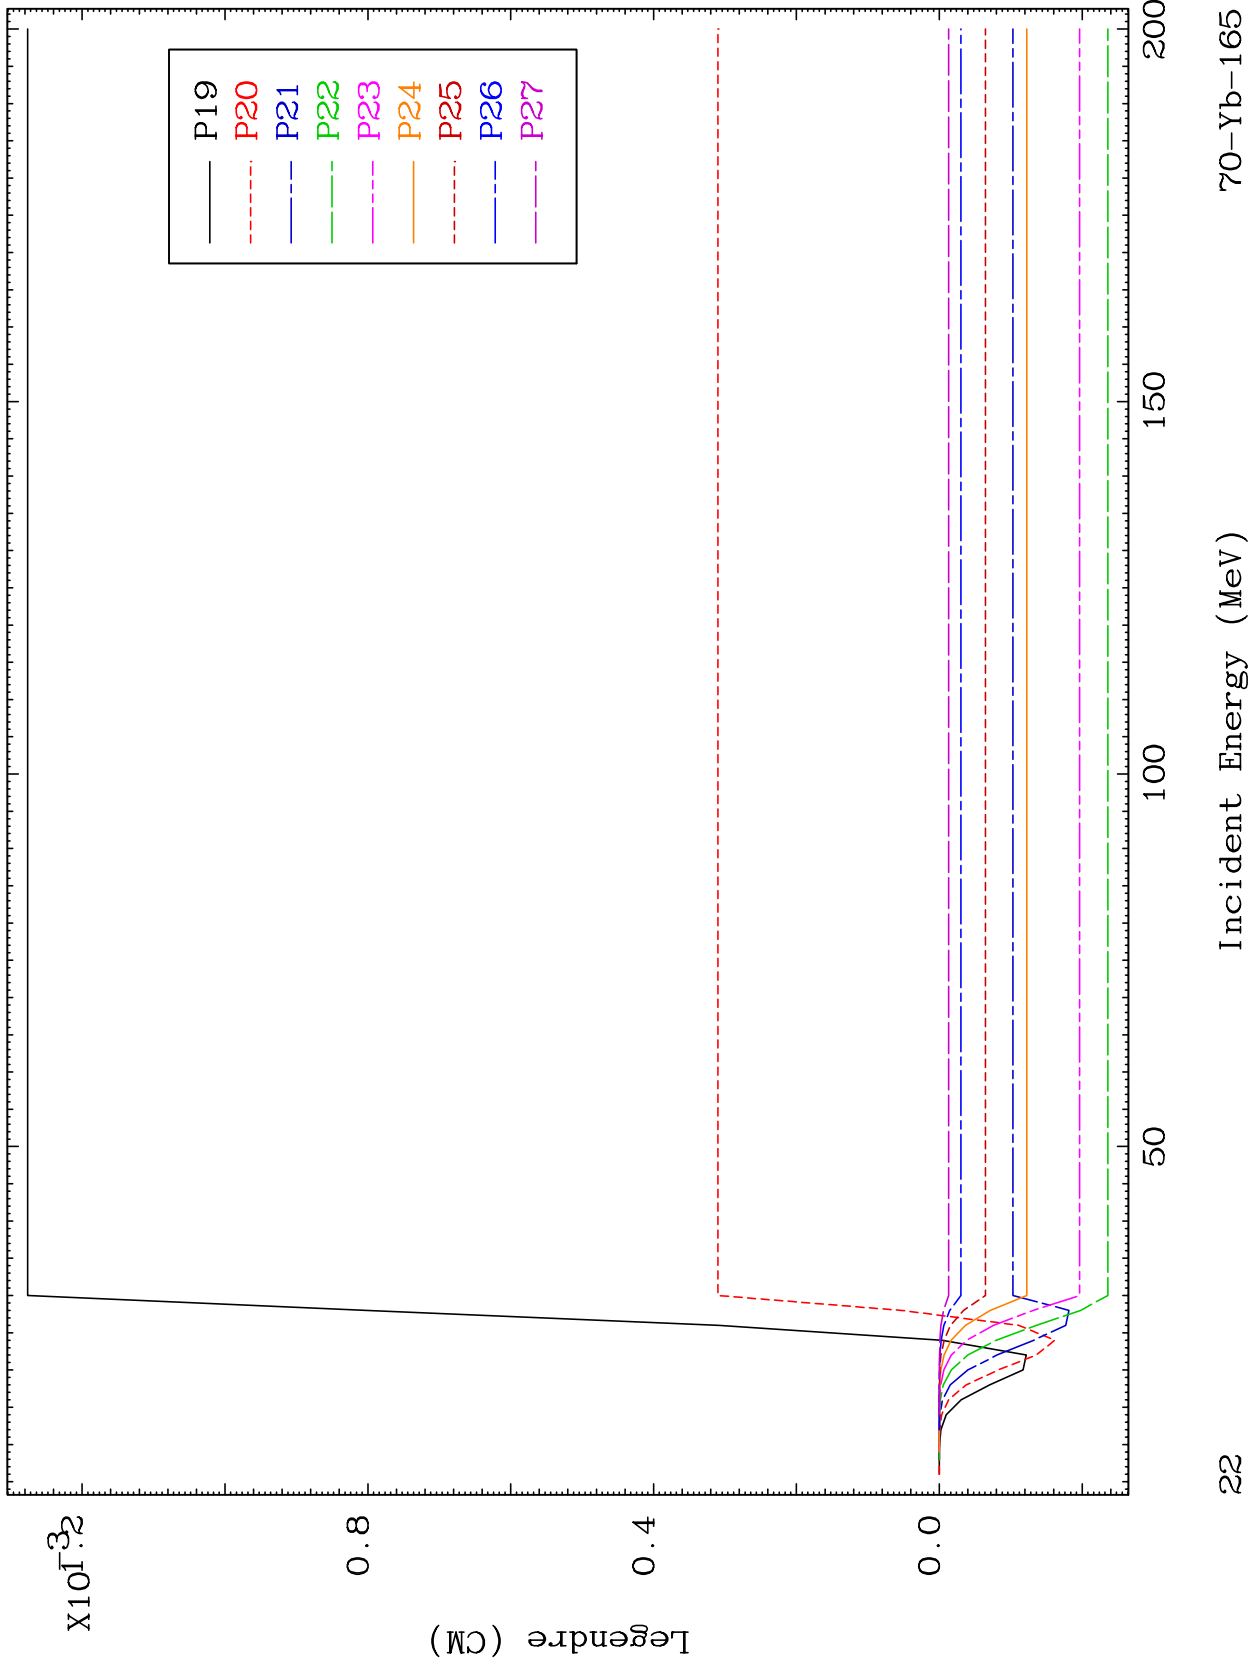 X10-3
1.2
0.8
0.4
0.0
Legendre (CM)
P19
P20
P21
P22
P23
P24
P25
P26
P27
50
100
150
200
Incident Energy (MeV)
22
70-Yb-165